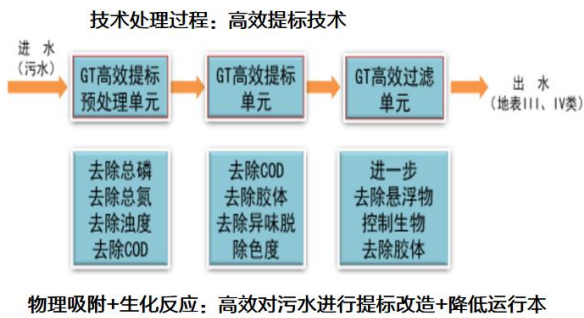 技术处理过程：高效提标技术
进 水
（污水）
GT高效提标
预处理单元
GT高效提标
单元
GT高效过滤
单元
出 水
（地表III、IV类）
去除总磷
去除总氮
去除浊度
去除COD
去除COD
去除胶体
去除异味脱
除色度
进一步
去除悬浮物
控制生物
去除胶体
物理吸附+生化反应：高效对污水进行提标改造+降低运行本